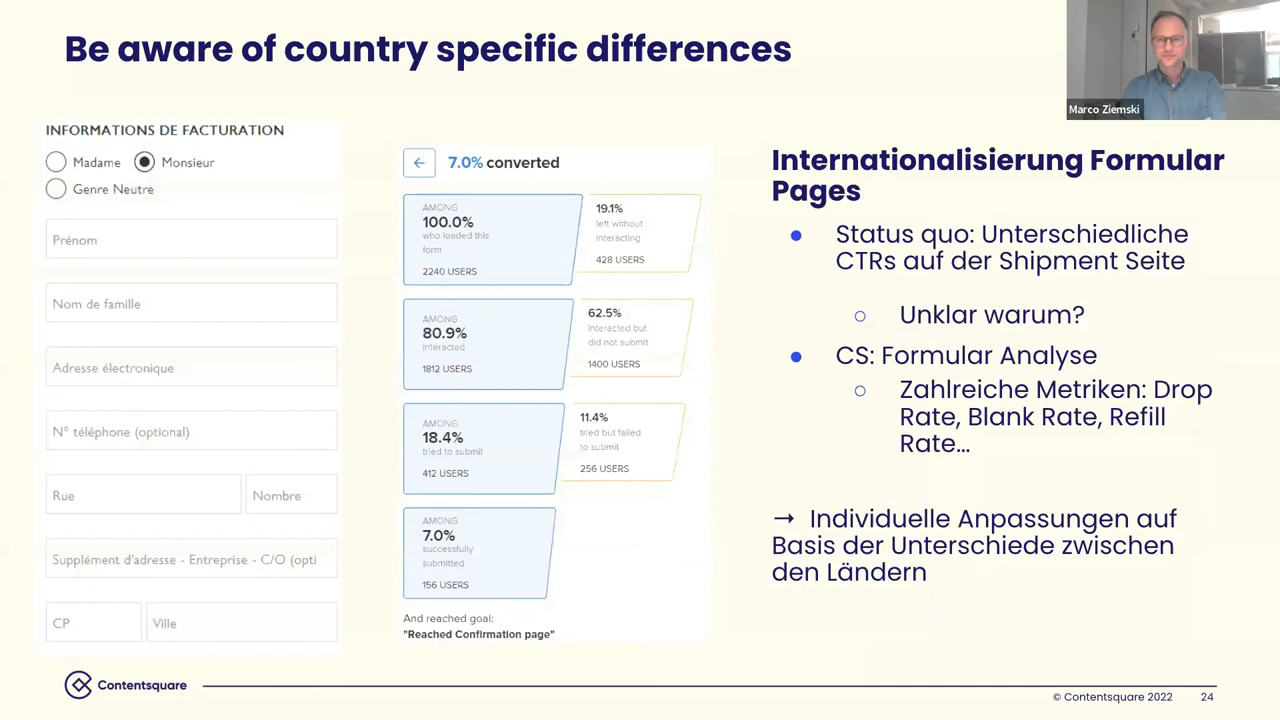 Be aware of country specific differences
Marco Ziemski
INFORMATIONS DE FACTURATION
Madame
Monsieur
Genre Neutre
Prénom
Nom de famille
Adresse électronique
N° téléphone (optional)
Rue
Nombre
Supplément d'adresse - Entreprise - C/O (opti
CP
Ville
7.0% converted
AMONG
100.0%
who loaded this
form
2240 USERS
19.1%
left without
interacting
428 USERS
AMONG
80.9%
interacted
1812 USERS
62.5%
interacted but
did not submit
1400 USERS
AMONG
18.4%
tried to submit
412 USERS
11.4%
tried but failed
to submit
256 USERS
AMONG
7.0%
successfully
submitted
156 USERS
And reached goal:
"Reached Confirmation page"
Internationalisierung Formular
Pages
● Status quo: Unterschiedliche
CTRs auf der Shipment Seite
○ Unklar warum?
● CS: Formular Analyse
○ Zahlreiche Metriken: Drop
Rate, Blank Rate, Refill
Rate...
→ Individuelle Anpassungen auf
Basis der Unterschiede zwischen
den Ländern
Contentsquare
© Contentsquare 2022
24